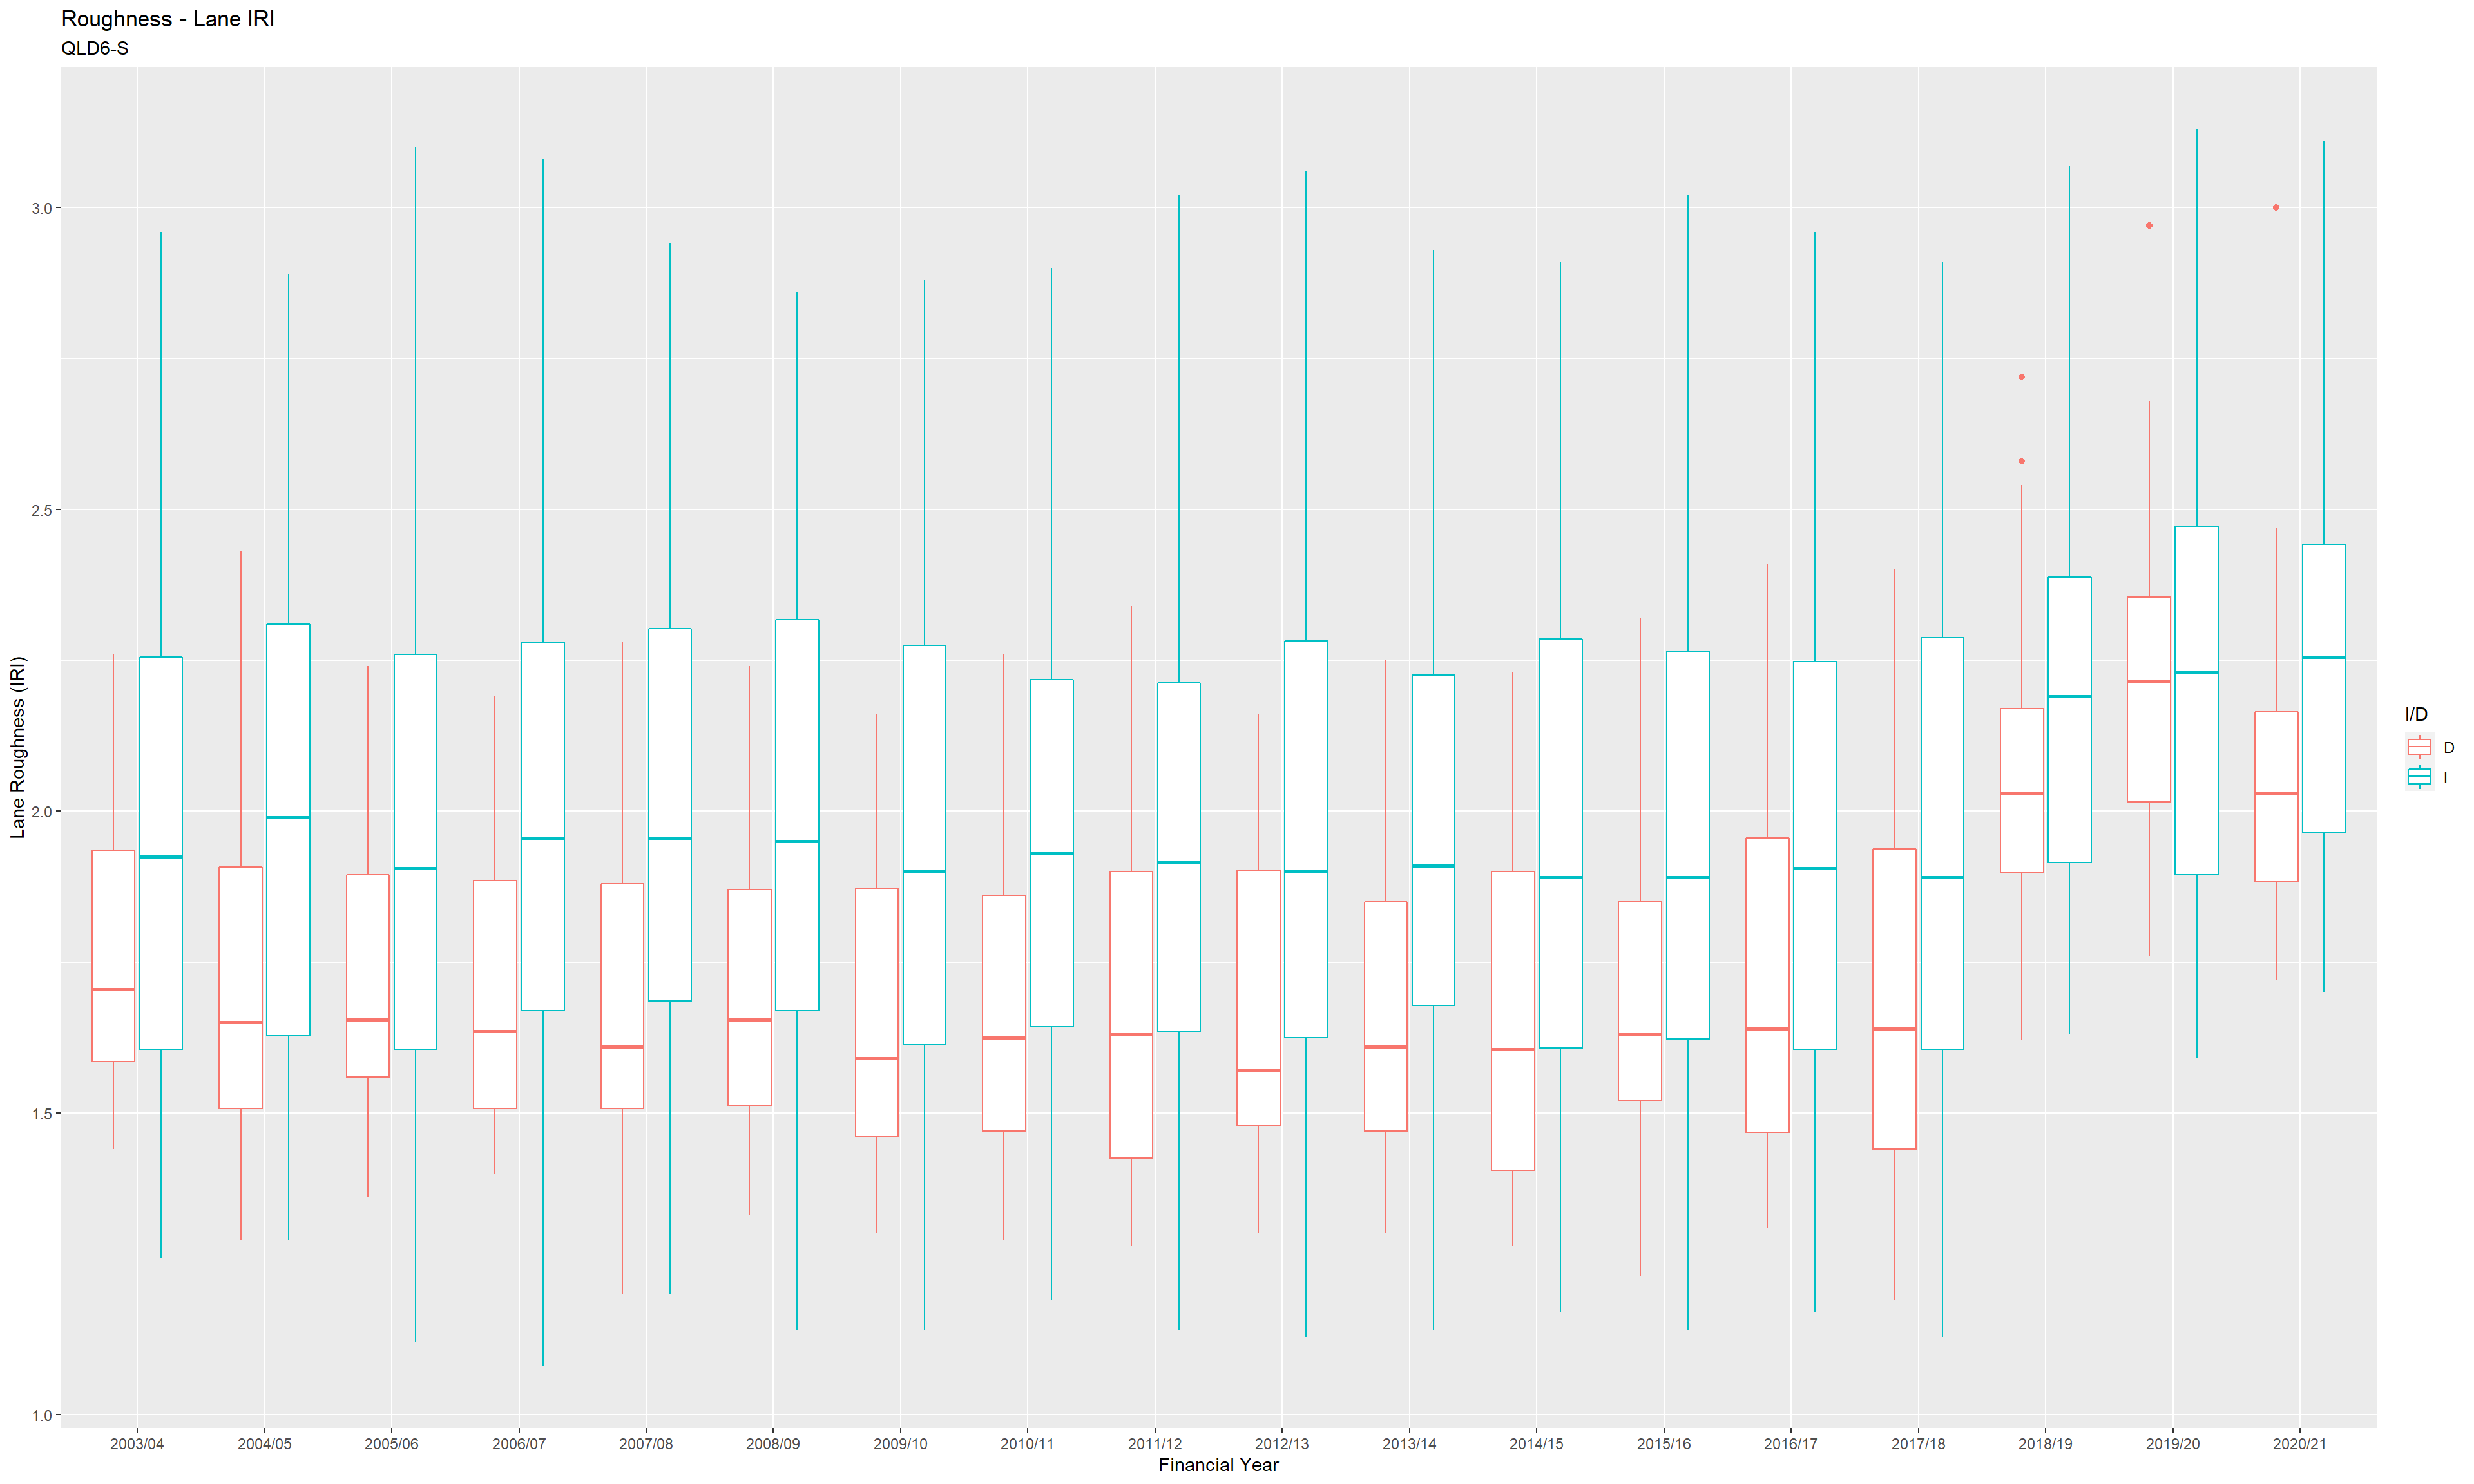 Roughness - Lane IRI
QLD6-S
Lane Roughness (IRI)
3.0
2.5
2.0
1.5
1.0
2003/04 2004/05 2005/06 2006/07 2007/08 2008/09 2009/10 2010/11 2011/12 2012/13 2013/14 2014/15 2015/16 2016/17 2017/18 2018/19 2019/20 2020/21
Financial Year
I/D
D
I